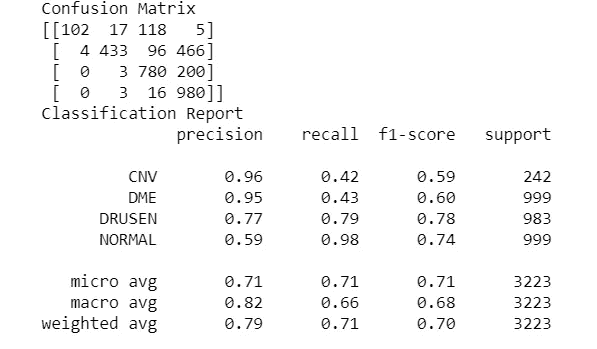 Confusion Matrix
[[102  17 118   5]
 [  4 433  96 466]
 [  0   3 780 200]
 [  0   3  16 980]]
Classification Report
              precision    recall  f1-score   support

         CNV       0.96      0.42      0.59       242
         DME       0.95      0.43      0.60       999
      DRUSEN       0.77      0.79      0.78       983
      NORMAL       0.59      0.98      0.74       999

   micro avg       0.71      0.71      0.71      3223
   macro avg       0.82      0.66      0.68      3223
weighted avg       0.79      0.71      0.70      3223